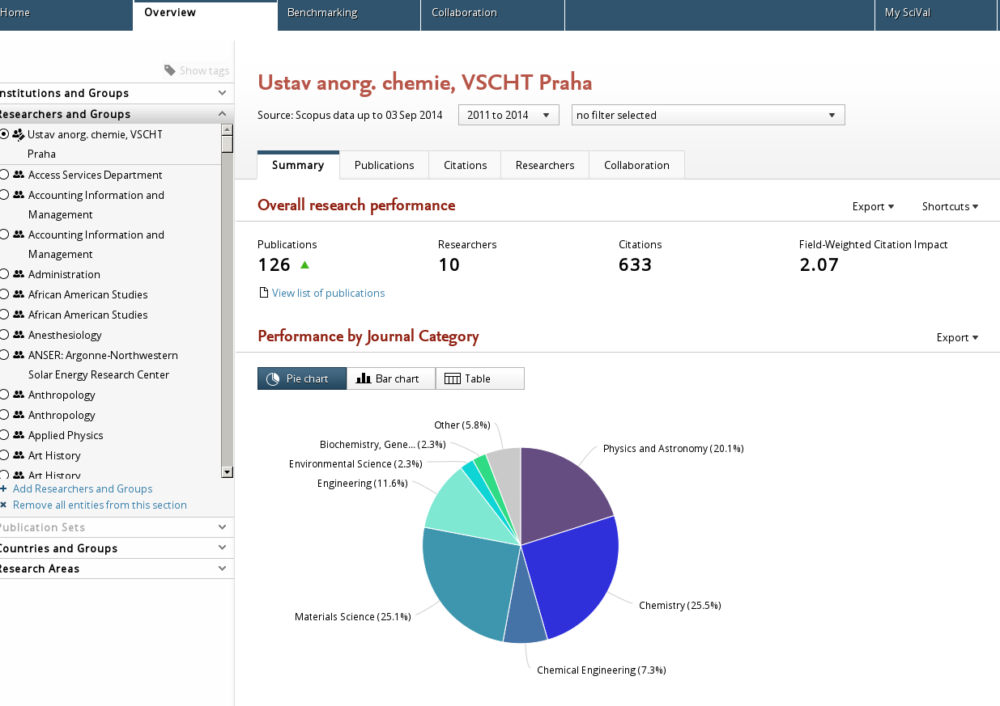 Home
Overview
Benchmarking
Collaboration
My SciVal
Show tags
nstitutions and Groups
Researchers and Groups
Ustav anorg. chemie, VSCHT
Praha
Access Services Department
Accounting Information and
Management
Accounting Information and
Management
Administration
African American Studies
African American Studies
Anesthesiology
ANSER: Argonne-Northwestern
Solar Energy Research Center
Anthropology
Anthropology
Applied Physics
Art History
Art History
Add Researchers and Groups
Remove all entities from this section
Publication Sets
Countries and Groups
Research Areas
Ustav anorg. chemie, VSCHT Praha
Source: Scopus data up to 03 Sep 2014
2011 to 2014
no filter selected
Summary
Publications
Citations
Researchers
Collaboration
Overall research performance
Export
Shortcuts
Publications
126
Researchers
10
Citations
633
Field-Weighted Citation Impact
2.07
View list of publications
Performance by Journal Category
Export
Pie chart
Bar chart
Table
Other (5.8%)
Biochemistry, Gene... (2.3%)
Environmental Science (2.3%)
Engineering (11.6%)
Physics and Astronomy (20.1%)
Chemistry (25.5%)
Materials Science (25.1%)
Chemical Engineering (7.3%)